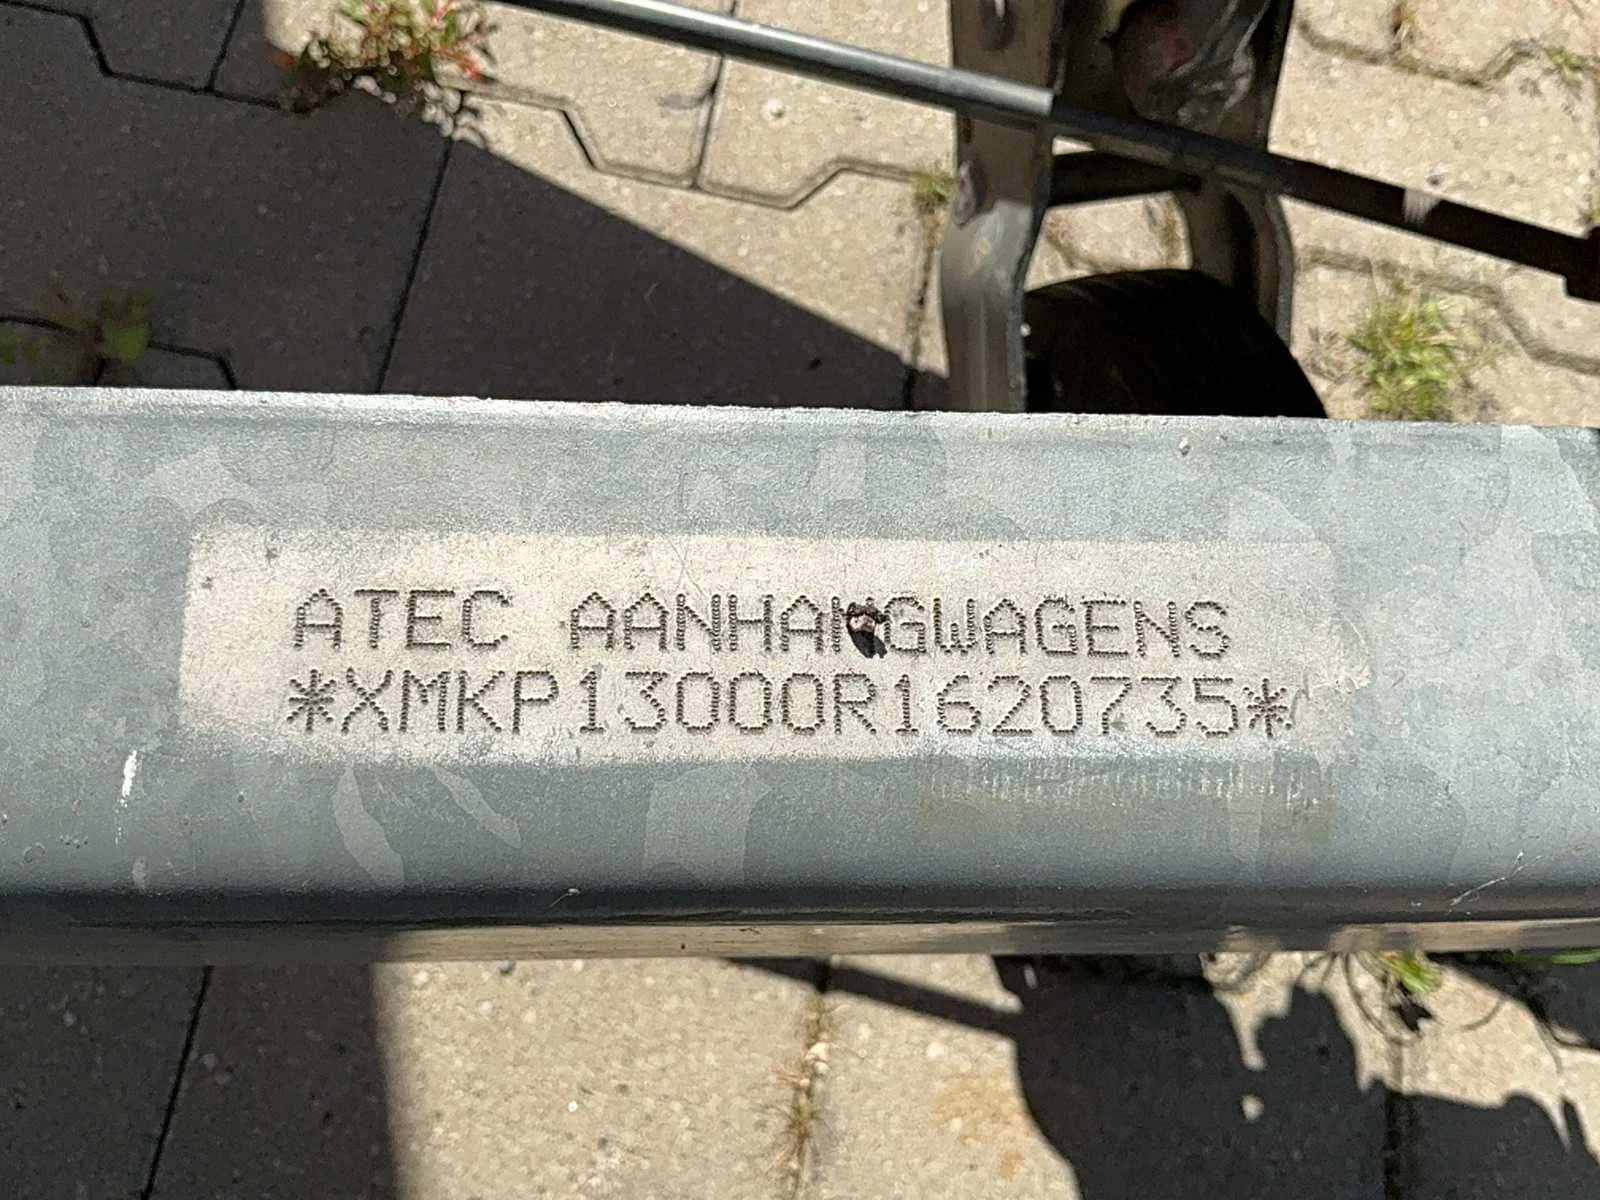 ATEC AANHANGWAGENS
*XMKP13000R1620735*